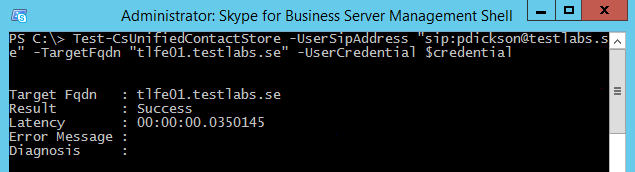 Administrator: Skype for Business Server Management Shell
PS C:\> Test-CsUnifiedContactStore -UserSipAddress "sip:pdickson@testlabs.s
e" -TargetFqdn "tlfe01.testlabs.se" -UserCredential $credential
Target Fqdn   : tlfe01.testlabs.se
Result        : Success
Latency       : 00:00:00.0350145
Error Message :
Diagnosis     :